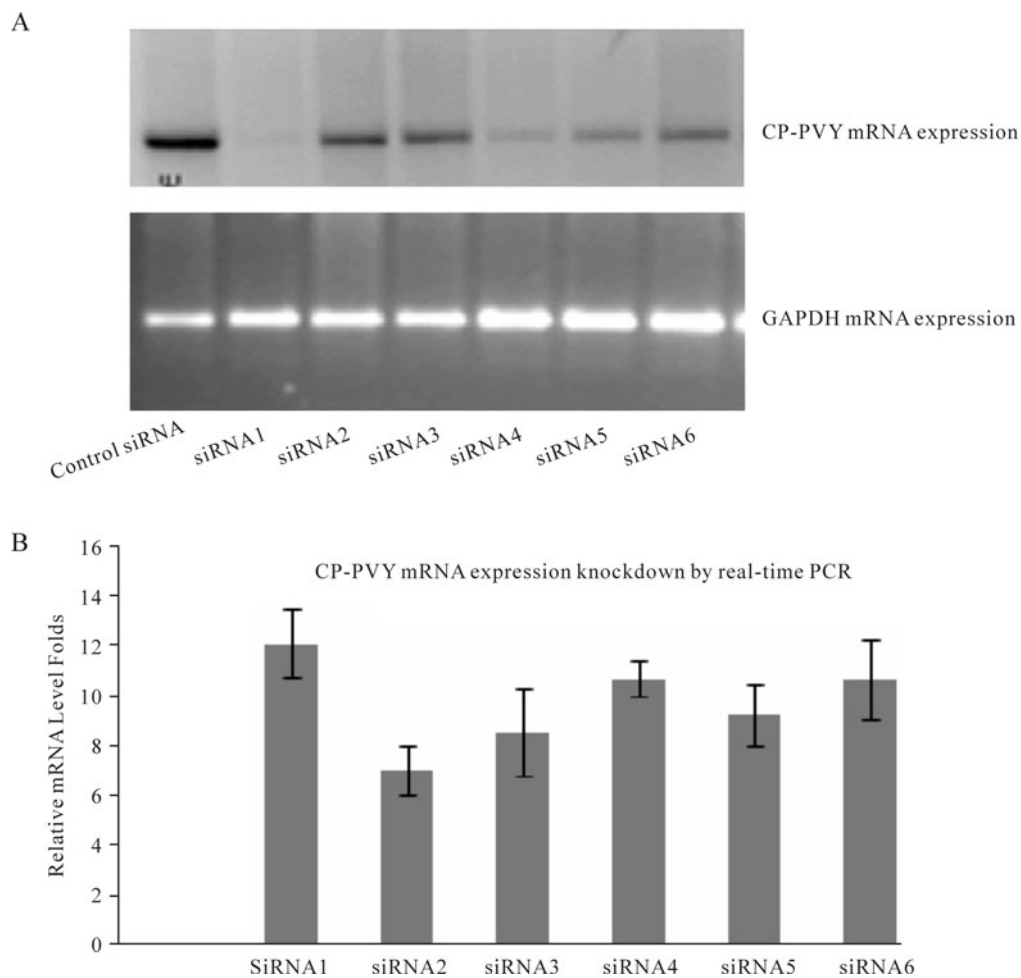 A
CP-PVY mRNA expression
GAPDH mRNA expression
Control siRNA siRNA1 siRNA2 siRNA3 siRNA4 siRNA5 siRNA6
B
CP-PVY mRNA expression knockdown by real-time PCR
Relative mRNA Level Folds
16
14
12
10
8
6
4
2
0
SiRNA1 siRNA2 siRNA3 siRNA4 siRNA5 siRNA6